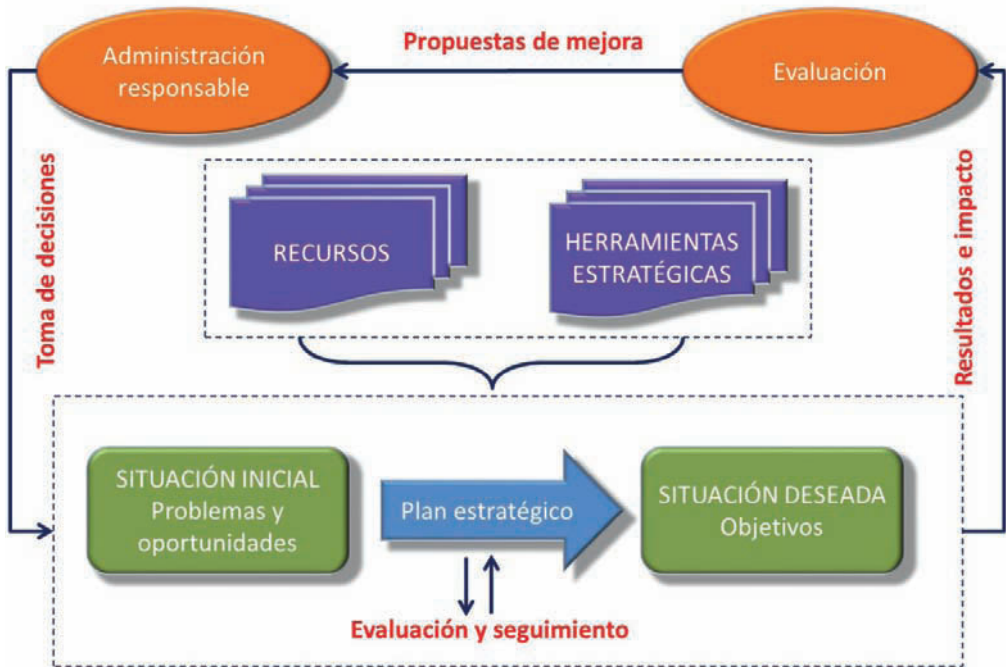 Propuestas de mejora
Administración
responsable
Evaluación
Toma de decisiones
RECURSOS
HERRAMIENTAS
ESTRATÉGICAS
Resultados e impacto
SITUACIÓN INICIAL
Problemas y
oportunidades
Plan estratégico
SITUACIÓN DESEADA
Objetivos
Evaluación y seguimiento